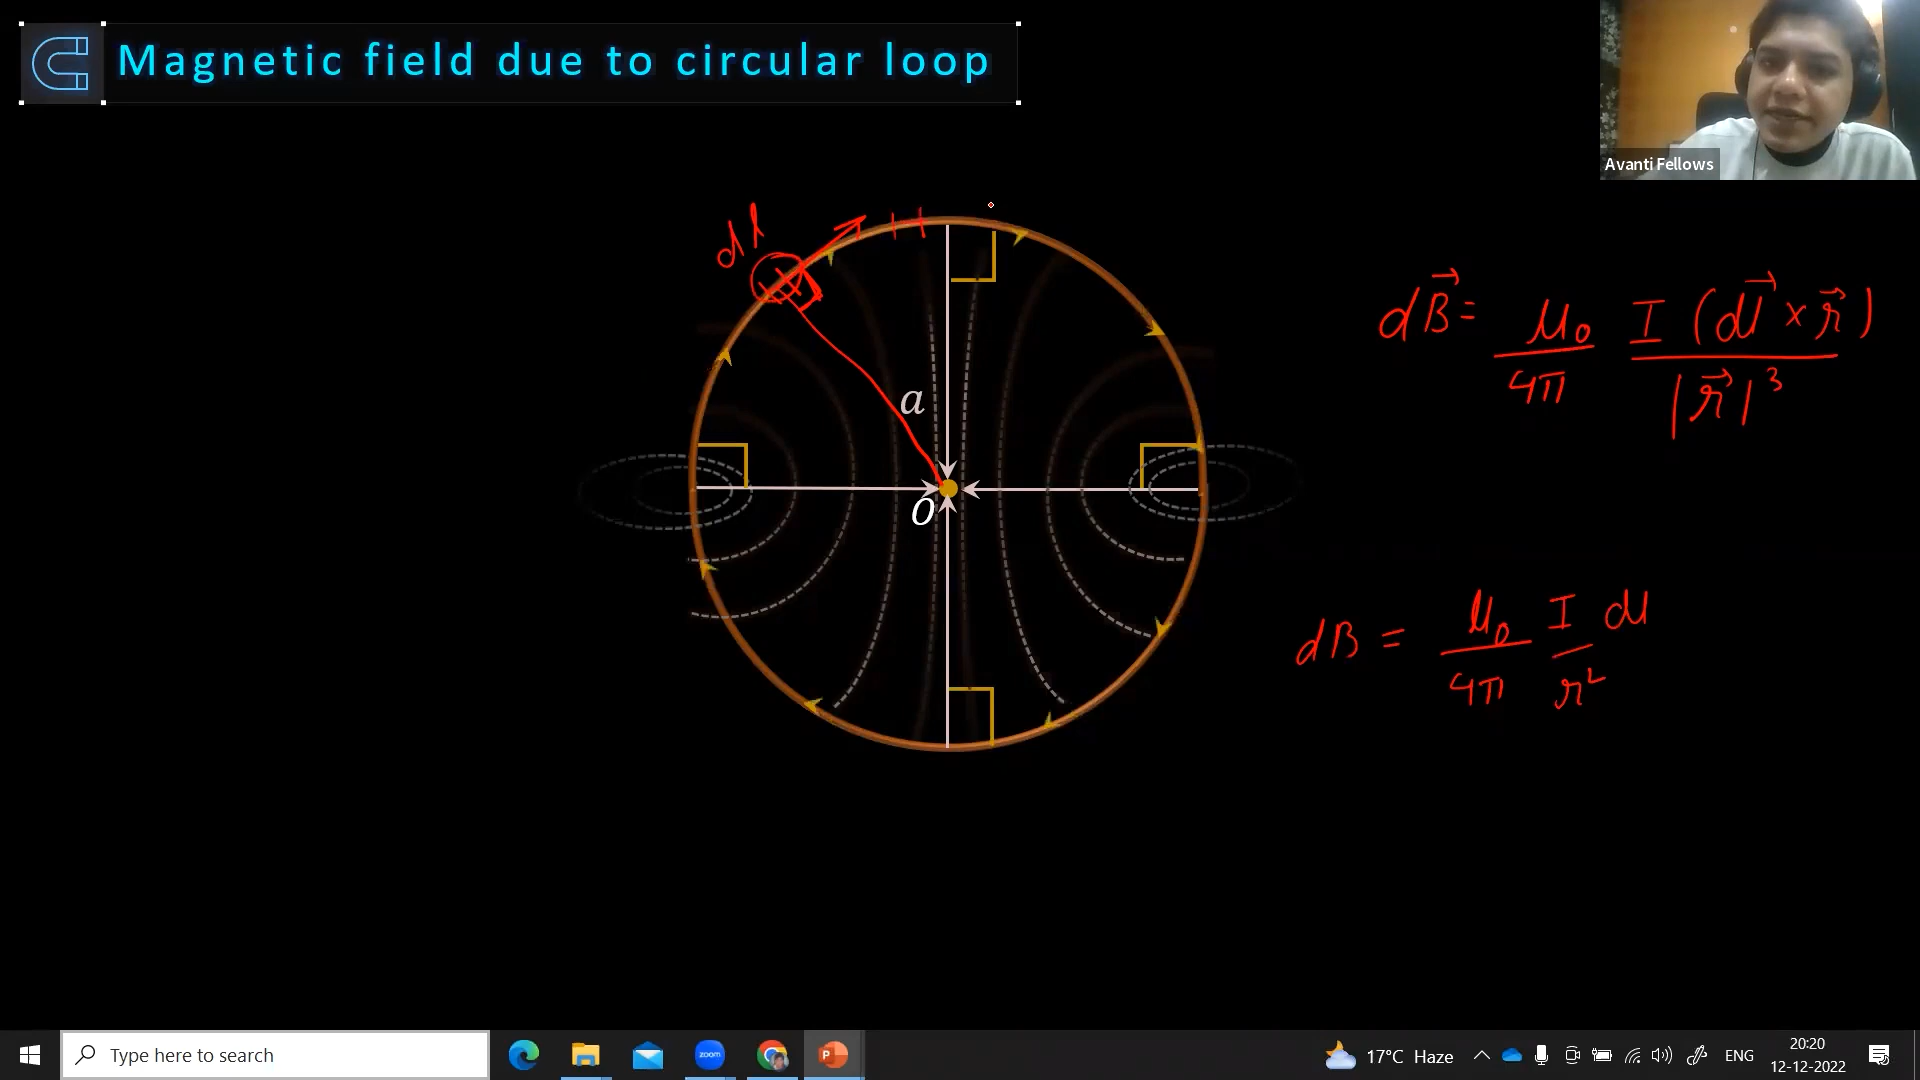 Magnetic field due to circular loop
Avanti Fellows
dl
a
O
dB⃗ = μ₀/4π I (dl⃗ × r⃗)/|r⃗|³
dB = μ₀/4π I/r² dl
Type here to search
zoom
P
17°C Haze
ENG
20:20
12-12-2022